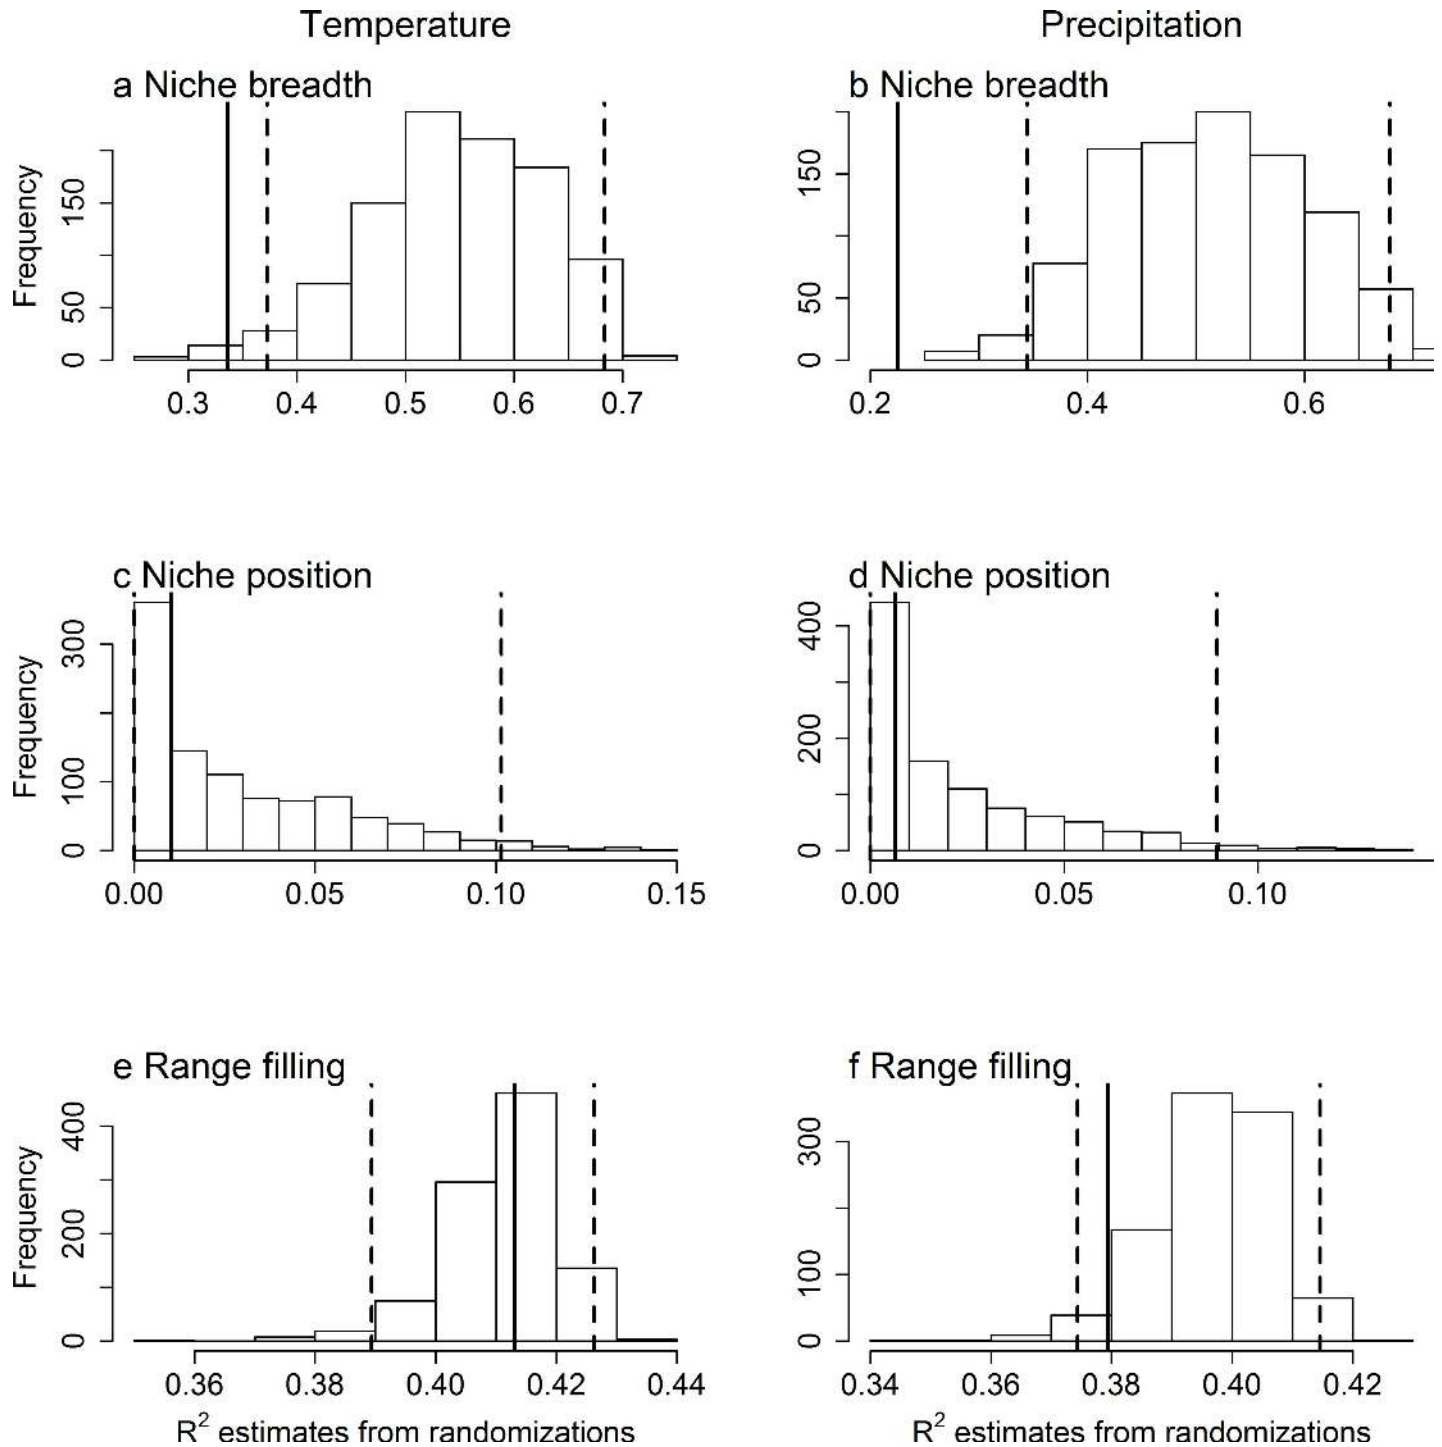 Temperature
Precipitation
a Niche breadth
b Niche breadth
Frequency
0
50
150
0.3 0.4 0.5 0.6 0.7
0
50
150
0.2 0.4 0.6
c Niche position
d Niche position
Frequency
0
100
300
0.00 0.05 0.10 0.15
0
200
400
0.00 0.05 0.10
e Range filling
f Range filling
Frequency
0
200
400
0.36 0.38 0.40 0.42 0.44
0
100
300
0.34 0.36 0.38 0.40 0.42
R² estimates from randomizations
R² estimates from randomizations